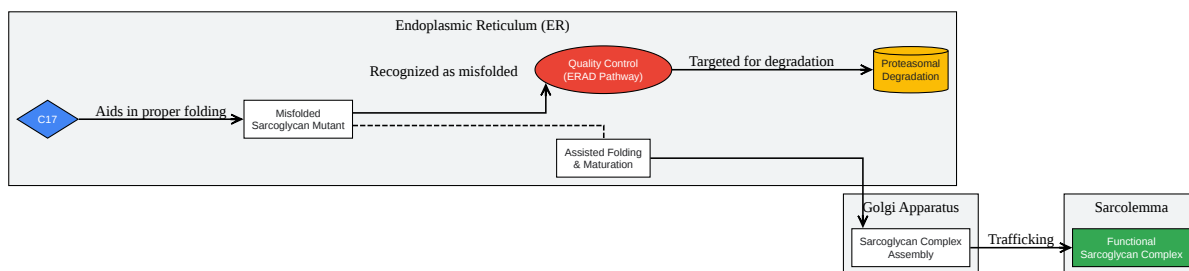 Endoplasmic Reticulum (ER)
Quality Control
(ERAD Pathway)
Targeted for degradation
Proteasomal
Degradation
Recognized as misfolded
C17
Aids in proper folding
Misfolded
Sarcoglycan Mutant
Assisted Folding
& Maturation
Golgi Apparatus
Sarcolemma
Sarcoglycan Complex
Assembly
Trafficking
Functional
Sarcoglycan Complex